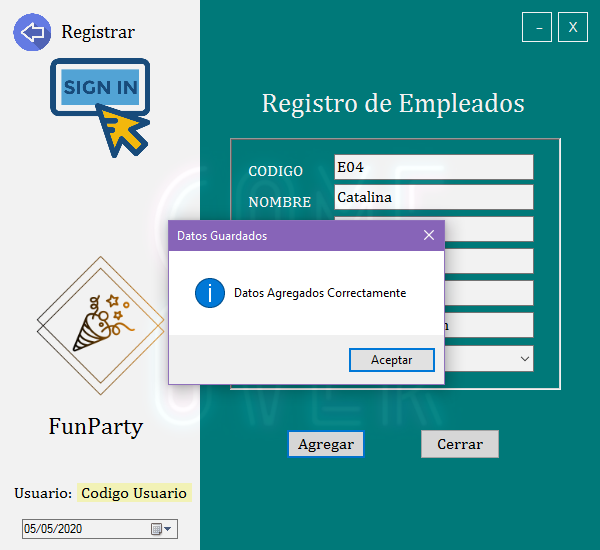 Registrar
SIGN IN
- X
Registro de Empleados
CODIGO E04
NOMBRE Catalina
Datos Guardados
Datos Agregados Correctamente
Aceptar
FunParty
Agregar Cerrar
Usuario: Codigo Usuario
05/05/2020